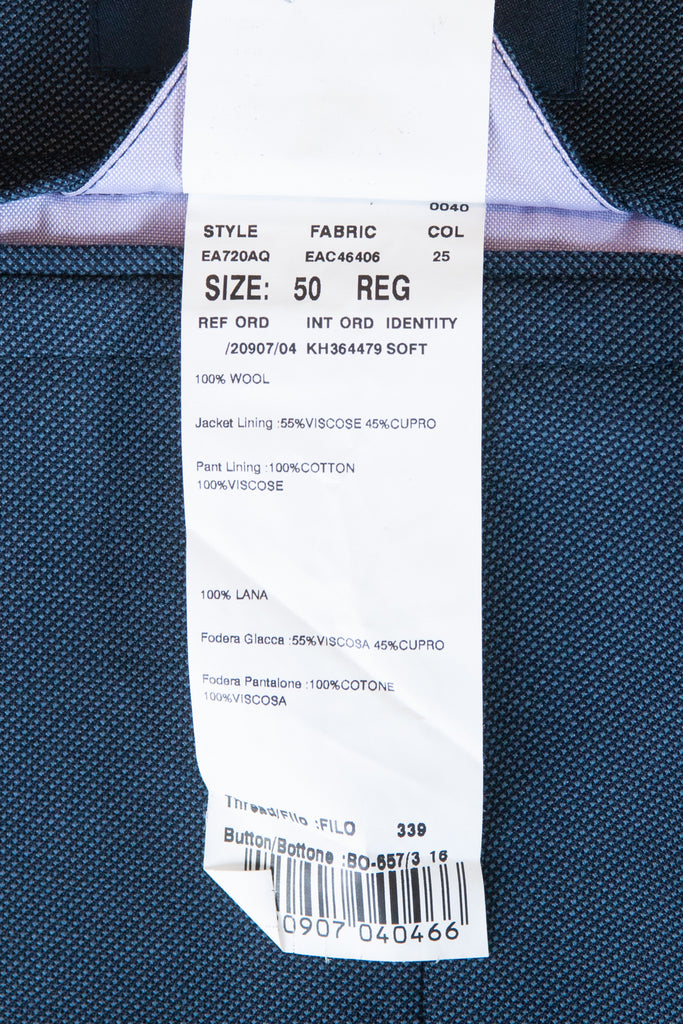 0040
STYLE FABRIC COL
EA720AQ EAC46406 25
SIZE: 50 REG
REF ORD INT ORD IDENTITY
/20907/04 KH364479 SOFT
100% WOOL
Jacket Lining :55%VISCOSE 45%CUPRO
Pant Lining :100%COTTON
100%VISCOSE
100% LANA
Fodera Giacca :55%VISCOSA 45%CUPRO
Fodera Pantalone :100%COTONE
100%VISCOSA
Thread/Filo :FILO 339
Button/Bottone :BO-657/3 16
0907 040466